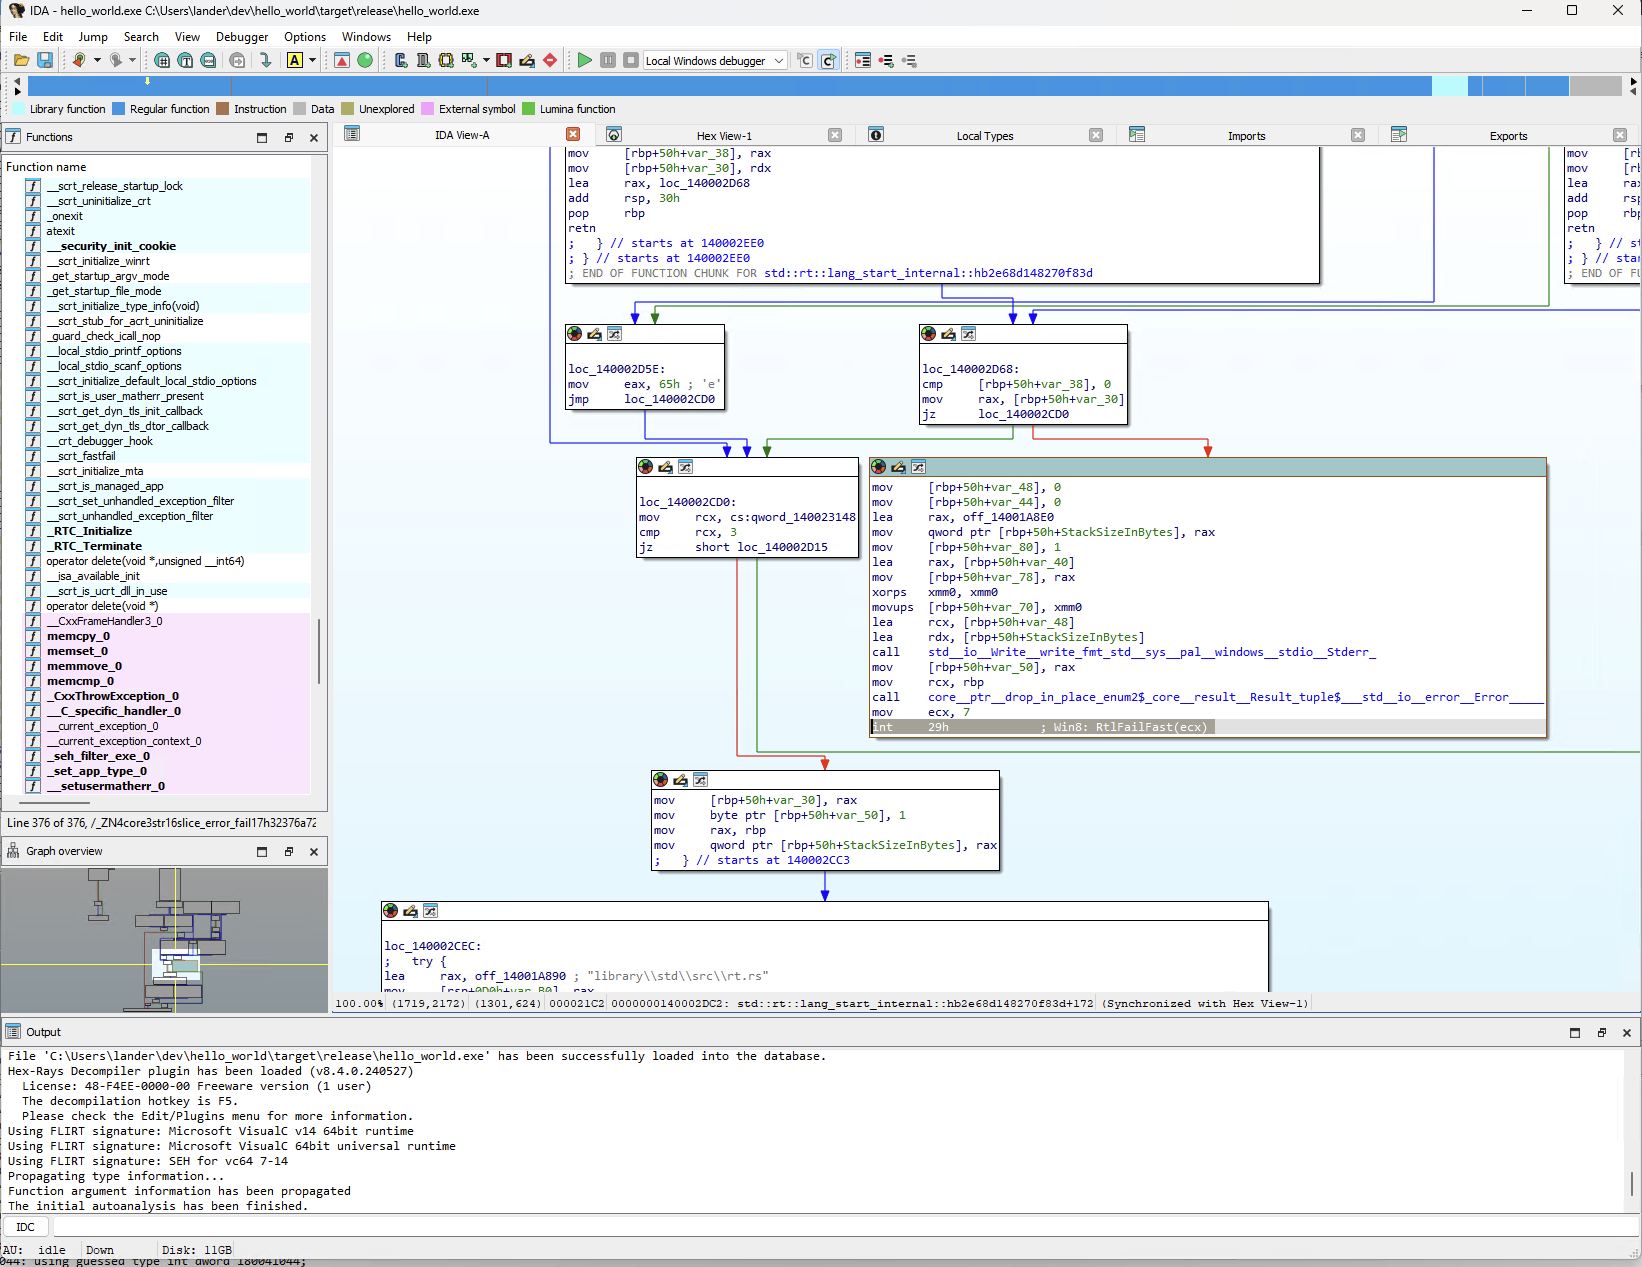 IDA - hello_world.exe C:\Users\lander\dev\hello_world\target\release\hello_world.exe
File Edit Jump Search View Debugger Options Windows Help
Local Windows debugger
Library function Regular function Instruction Data Unexplored External symbol Lumina function
Functions
Function name
__scrt_release_startup_lock
__scrt_uninitialize_crt
_onexit
atexit
__security_init_cookie
__scrt_initialize_winrt
_get_startup_argv_mode
_get_startup_file_mode
__scrt_initialize_type_info(void)
__scrt_stub_for_acrt_uninitialize
_guard_check_icall_nop
__local_stdio_printf_options
__local_stdio_scanf_options
__scrt_initialize_default_local_stdio_options
__scrt_is_user_matherr_present
__scrt_get_dyn_tls_init_callback
__scrt_get_dyn_tls_dtor_callback
__crt_debugger_hook
__scrt_fastfail
__scrt_initialize_mta
__scrt_is_managed_app
__scrt_set_unhandled_exception_filter
__scrt_unhandled_exception_filter
_RTC_Initialize
_RTC_Terminate
operator delete(void *,unsigned __int64)
__isa_available_init
__scrt_is_ucrt_dll_in_use
operator delete(void *)
__CxxFrameHandler3_0
memcpy_0
memset_0
memmove_0
memcmp_0
_CxxThrowException_0
__C_specific_handler_0
__current_exception_0
__current_exception_context_0
_seh_filter_exe_0
_set_app_type_0
__setusermatherr_0
Line 376 of 376, /_ZN4core3str16slice_error_fail17h32376a72
Graph overview
IDA View-A Hex View-1 Local Types Imports Exports
mov [rbp+50h+var_38], rax
mov [rbp+50h+var_30], rdx
lea rax, loc_140002D68
add rsp, 30h
pop rbp
retn
; } // starts at 140002EE0
; } // starts at 140002EE0
; END OF FUNCTION CHUNK FOR std::rt::lang_start_internal::hb2e68d148270f83d
mov
mov
lea
add
pop rbp
retn
loc_140002D5E:
mov eax, 65h ; 'e'
jmp loc_140002CD0
loc_140002D68:
cmp [rbp+50h+var_38], 0
mov rax, [rbp+50h+var_30]
jz loc_140002CD0
loc_140002CD0:
mov rcx, cs:qword_140023148
cmp rcx, 3
jz short loc_140002D15
mov [rbp+50h+var_48], 0
mov [rbp+50h+var_44], 0
lea rax, off_14001A8E0
mov qword ptr [rbp+50h+StackSizeInBytes], rax
mov [rbp+50h+var_80], 1
lea rax, [rbp+50h+var_40]
mov [rbp+50h+var_78], rax
xorps xmm0, xmm0
movups [rbp+50h+var_70], xmm0
lea rcx, [rbp+50h+var_48]
lea rdx, [rbp+50h+StackSizeInBytes]
call std__io__Write__write_fmt_std__sys__pal__windows__stdio__Stderr_
mov [rbp+50h+var_50], rax
mov rcx, rbp
call core__ptr__drop_in_place_enum2$_core__result__Result_tuple$___std__io__error__Error_____
mov ecx, 7
int 29h ; Win8: RtlFailFast(ecx)
mov [rbp+50h+var_30], rax
mov byte ptr [rbp+50h+var_50], 1
mov rax, rbp
mov qword ptr [rbp+50h+StackSizeInBytes], rax
; } // starts at 140002CC3
loc_140002CEC:
; try {
lea rax, off_14001A890 ; "library\\std\\src\\rt.rs"
mov [rsp+0D0h+var_B0], rax
100.00% (1719,2172) (1301,624) 000021C2 0000000140002DC2: std::rt::lang_start_internal::hb2e68d148270f83d+172 (Synchronized with Hex View-1)
Output
File 'C:\Users\lander\dev\hello_world\target\release\hello_world.exe' has been successfully loaded into the database.
Hex-Rays Decompiler plugin has been loaded (v8.4.0.240527)
License: 48-F4EE-0000-00 Freeware version (1 user)
The decompilation hotkey is F5.
Please check the Edit/Plugins menu for more information.
Using FLIRT signature: Microsoft VisualC v14 64bit runtime
Using FLIRT signature: Microsoft VisualC 64bit universal runtime
Using FLIRT signature: SEH for vc64 7-14
Propagating type information...
Function argument information has been propagated
The initial autoanalysis has been finished.
IDC
AU: idle Down Disk: 11GB
044: using guessed type int dword_180041044;